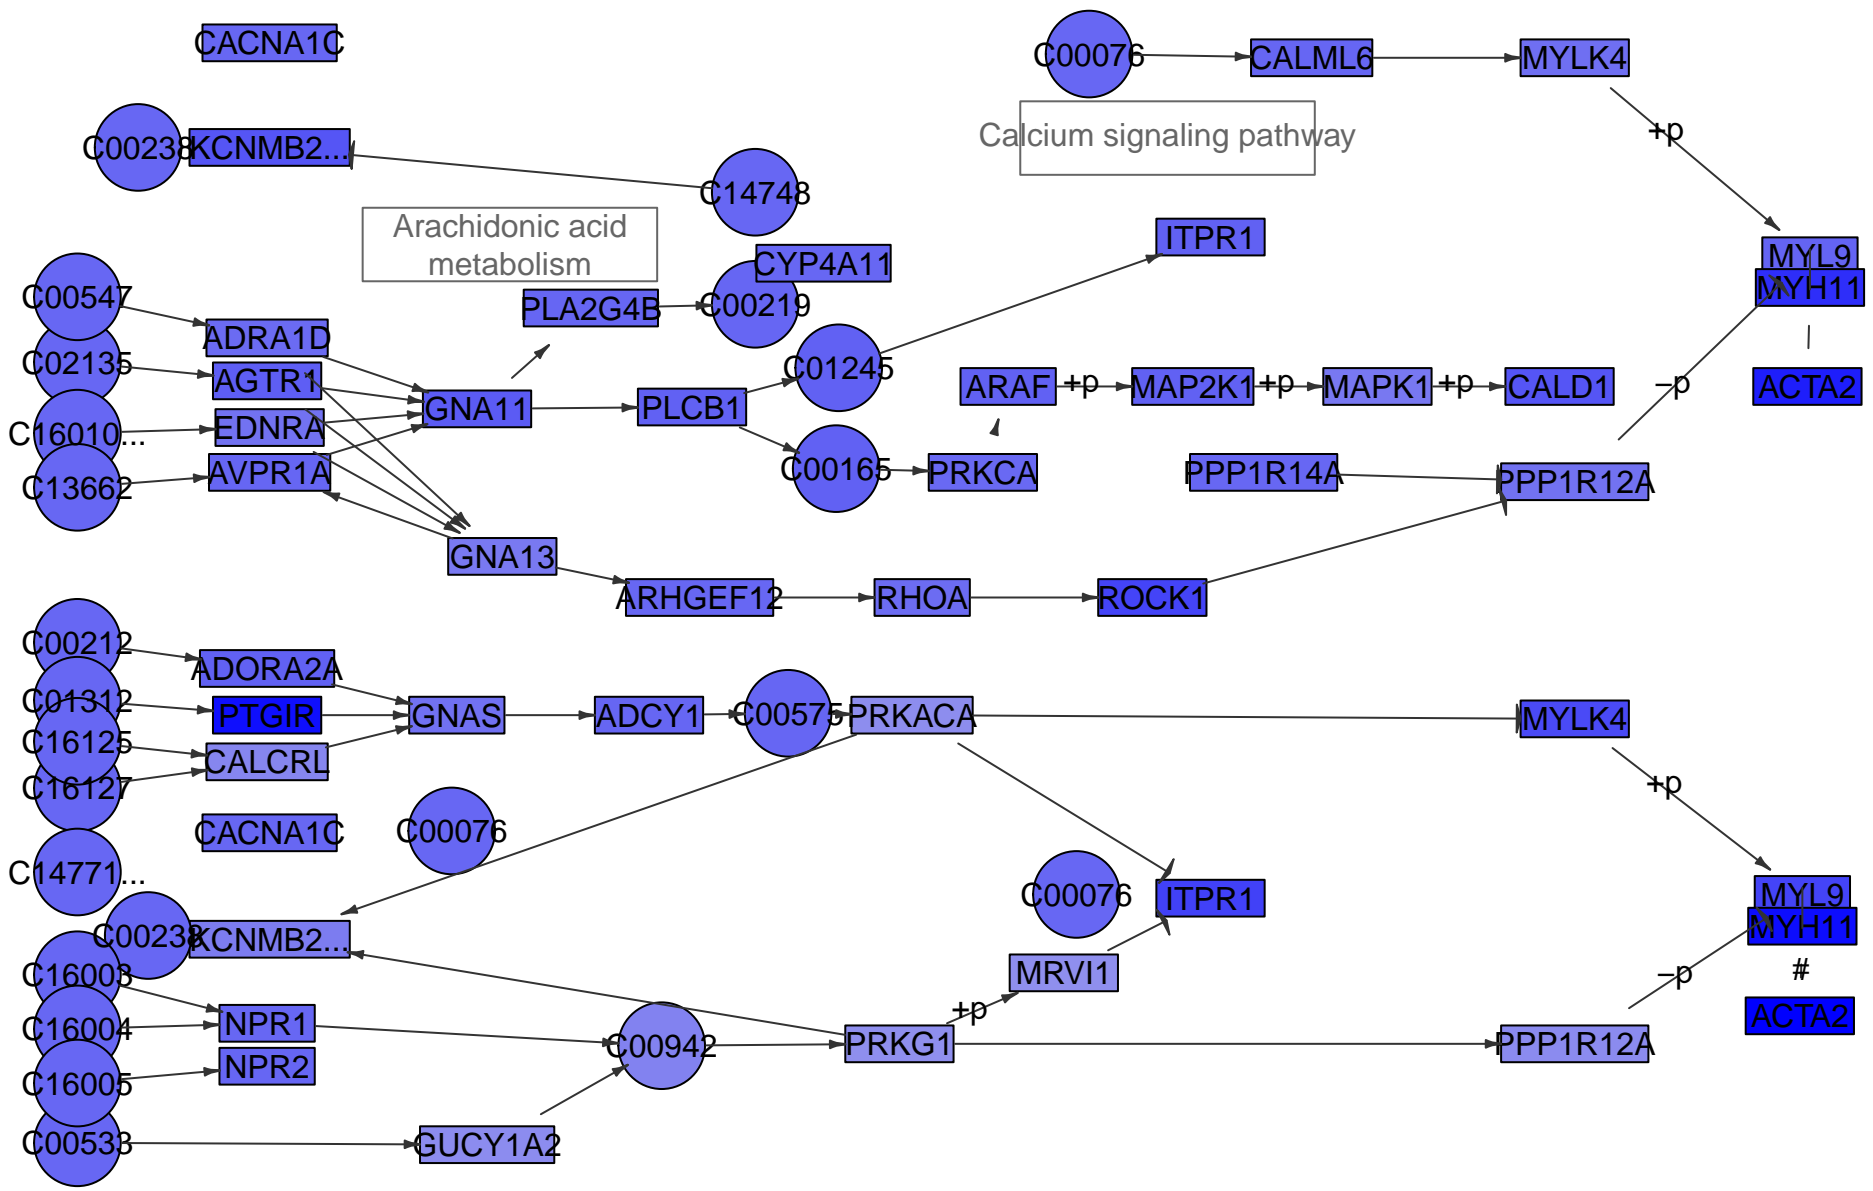 CACNA1C
C00076
CALML6
MYLK4
+p
C00238
KCNMB2...
Calcium signaling pathway
C14748
Arachidonic acid
metabolism
ITPR1
CYP4A11
MYL9
MYH11
C00547
PLA2G4B
C00219
ADRA1D
C02135
AGTR1
C01245
ARAF
+p
MAP2K1
+p
MAPK1
+p
CALD1
–p
ACTA2
GNA11
PLCB1
C16010...
EDNRA
C13662
AVPR1A
C00165
PRKCA
PPP1R14A
PPP1R12A
GNA13
ARHGEF12
RHOA
ROCK1
C00212
ADORA2A
C01312
PTGIR
GNAS
ADCY1
C00575
PRKACA
MYLK4
C16125
CALCRL
C16127
+p
CACNA1C
C00076
C14771...
C00076
ITPR1
MYL9
MYH11
C00238
KCNMB2...
C16003
MRVI1
–p
#
+p
C16004
NPR1
ACTA2
C00942
PRKG1
PPP1R12A
C16005
NPR2
C00533
GUCY1A2